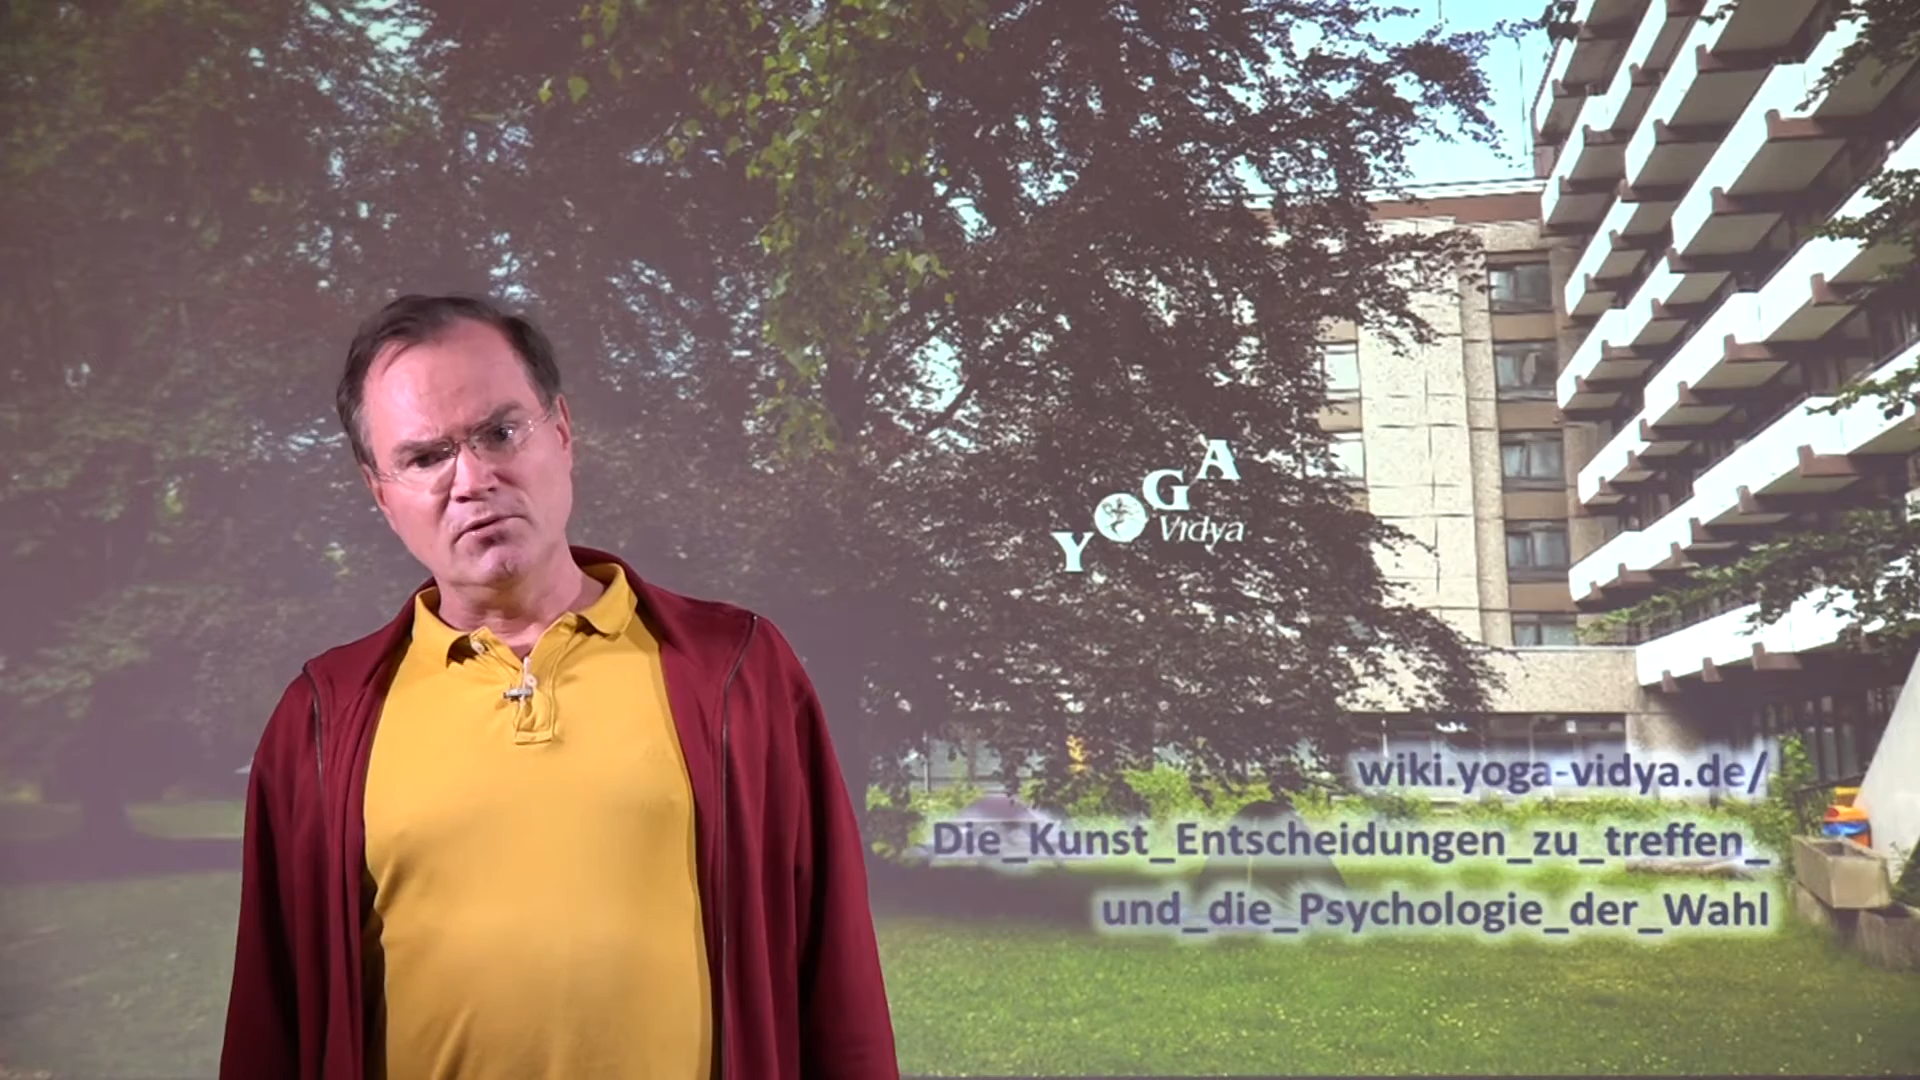 YOGA
Vidya
wiki.yoga-vidya.de/
Die_Kunst_Entscheidungen_zu_treffen_
und_die_Psychologie_der_Wahl